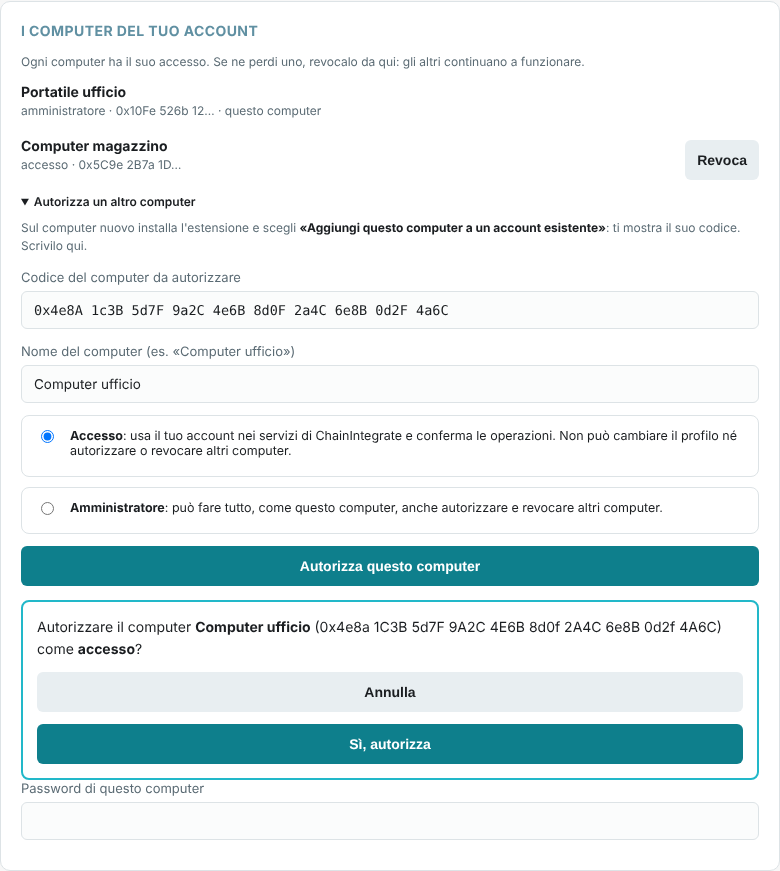 I COMPUTER DEL TUO ACCOUNT
Ogni computer ha il suo accesso. Se ne perdi uno, revocalo da qui: gli altri continuano a funzionare.
Portatile ufficio
amministratore · 0x10Fe 526b 12… · questo computer
Computer magazzino
accesso · 0x5C9e 2B7a 1D…
Revoca
▼ Autorizza un altro computer
Sul computer nuovo installa l'estensione e scegli «Aggiungi questo computer a un account esistente»: ti mostra il suo codice.
Scrivilo qui.
Codice del computer da autorizzare
0x4e8A 1c3B 5d7F 9a2C 4e6B 8d0F 2a4C 6e8B 0d2F 4a6C
Nome del computer (es. «Computer ufficio»)
Computer ufficio
Accesso: usa il tuo account nei servizi di ChainIntegrate e conferma le operazioni. Non può cambiare il profilo né
autorizzare o revocare altri computer.
Amministratore: può fare tutto, come questo computer, anche autorizzare e revocare altri computer.
Autorizza questo computer
Autorizzare il computer Computer ufficio (0x4e8a 1C3B 5d7F 9A2C 4E6B 8d0f 2A4C 6e8B 0d2f 4A6C)
come accesso?
Annulla
Sì, autorizza
Password di questo computer